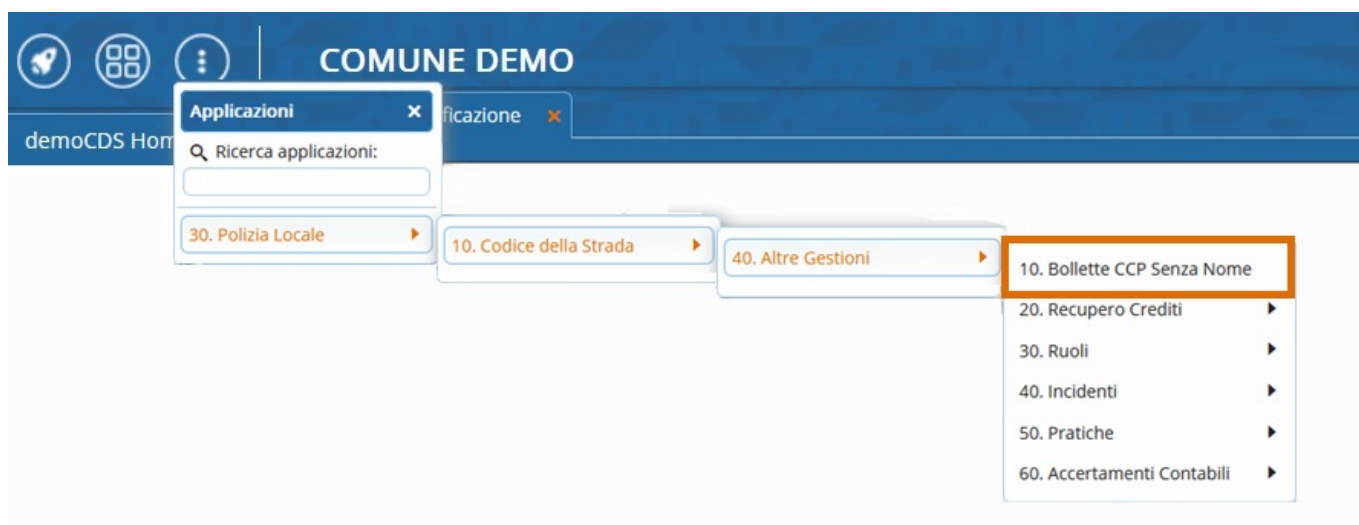 COMUNE DEMO
Applicazioni
ficazione
demoCDS Hom
Ricerca applicazioni:
30. Polizia Locale
10. Codice della Strada
40. Altre Gestioni
10. Bollette CCP Senza Nome
20. Recupero Crediti
30. Ruoli
40. Incidenti
50. Pratiche
60. Accertamenti Contabili